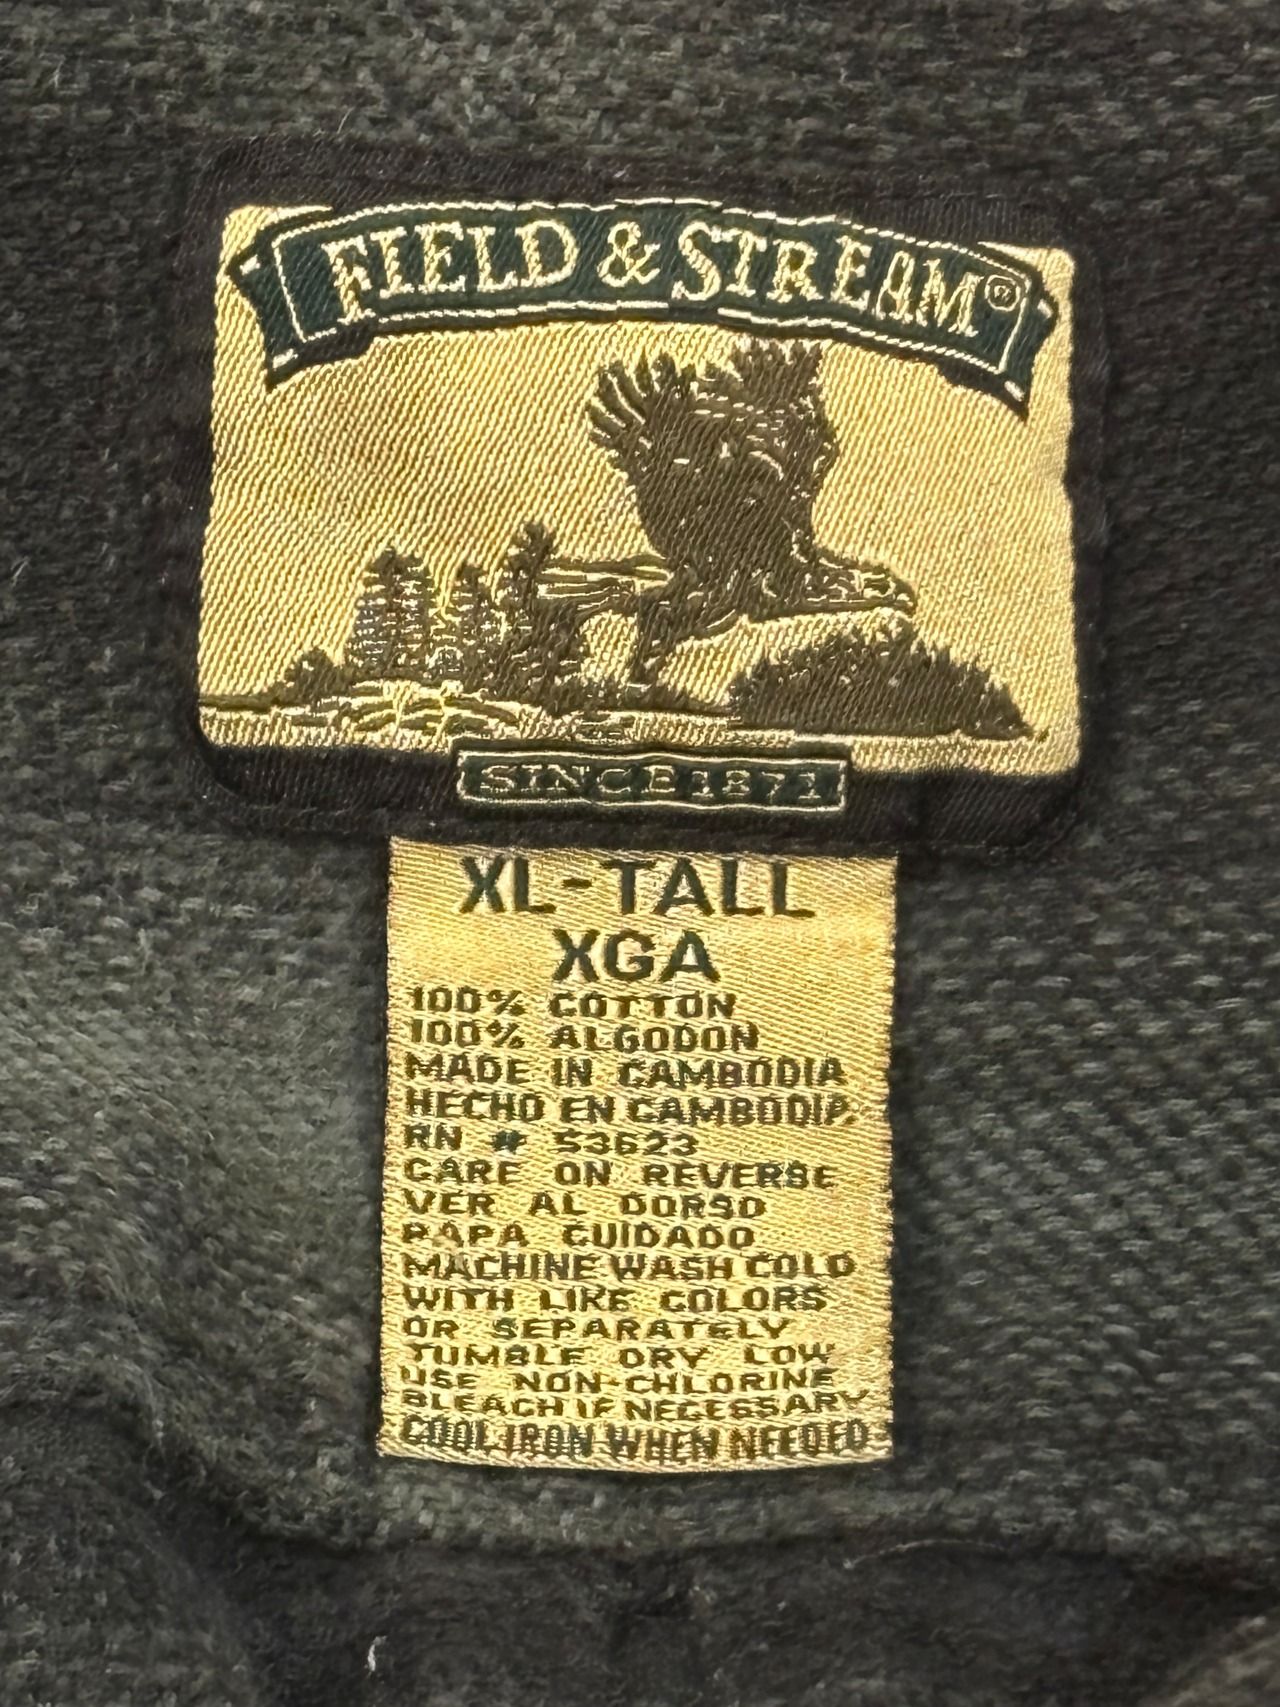 FIELD & STREAM®
SINCE 1871
XL-TALL
XGA
100% COTTON
100% ALGODON
MADE IN CAMBODIA
HECHO EN CAMBODIA
RN # 53623
CARE ON REVERSE
VER AL DORSO
PAPA CUIDADO
MACHINE WASH COLD
WITH LIKE COLORS
OR SEPARATELY
TUMBLE DRY LOW
USE NON-CHLORINE
BLEACH IF NECESSARY
COOL IRON WHEN NEEDED